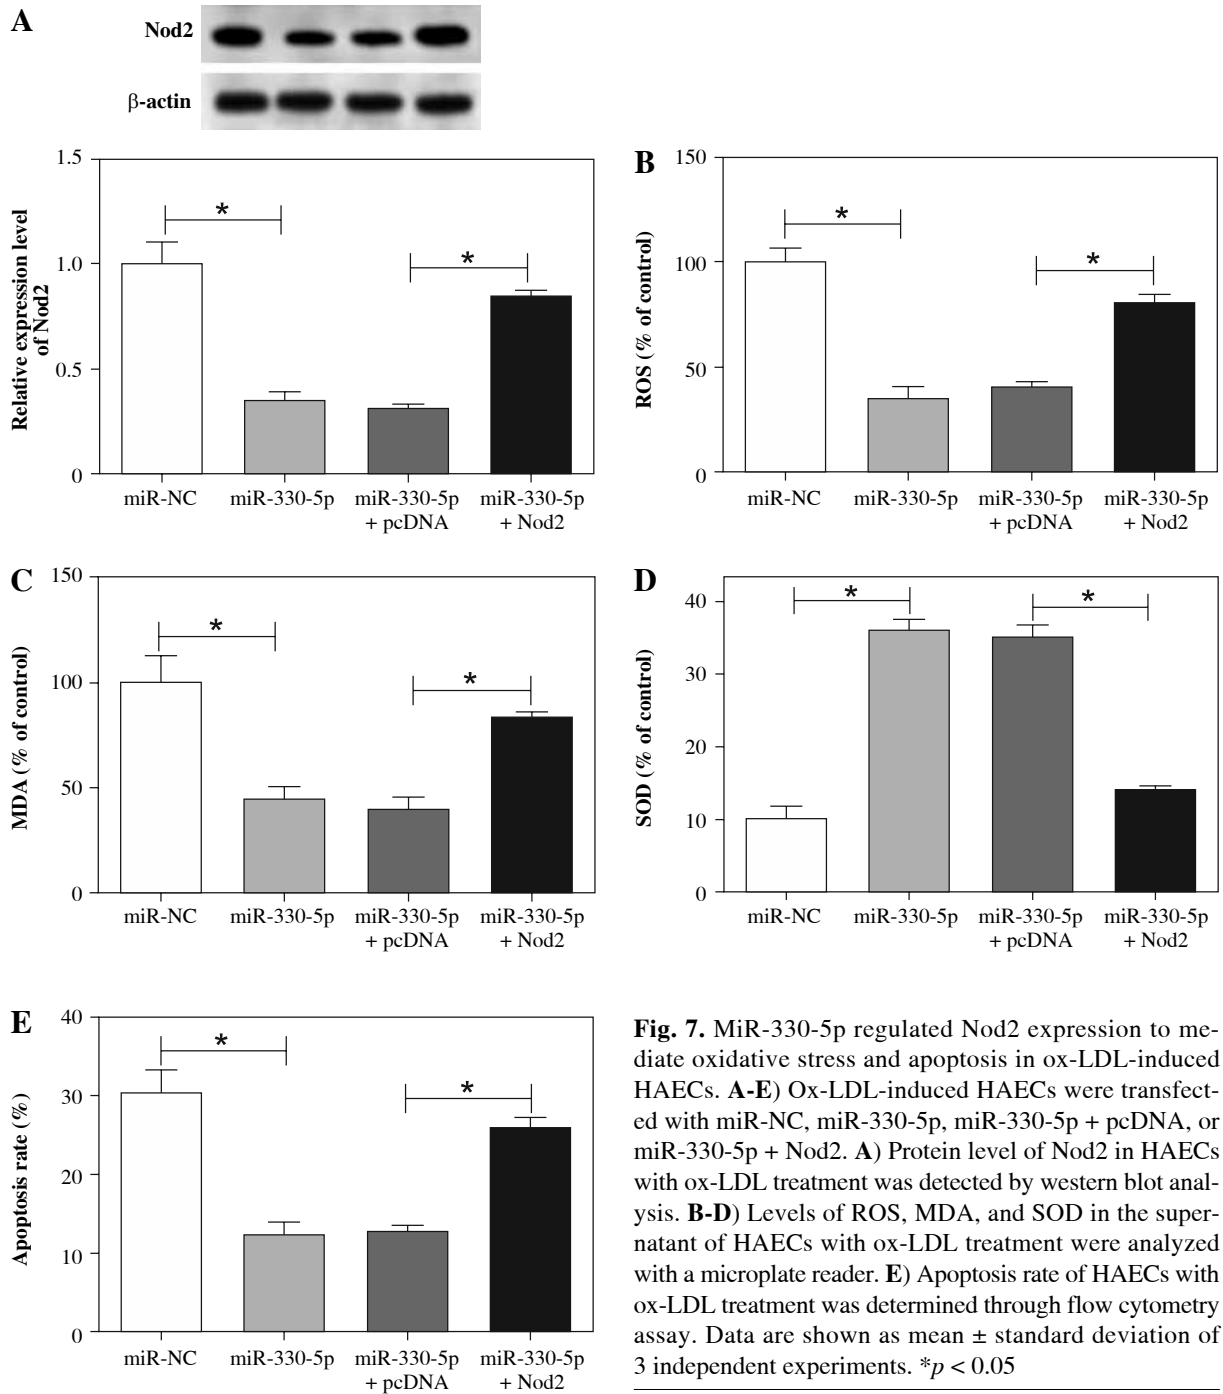 A
Nod2
β-actin
Relative expression level
of Nod2
1.5
1.0
0.5
0
*
*
miR-NC
miR-330-5p
miR-330-5p
+ pcDNA
miR-330-5p
+ Nod2
B
ROS (% of control)
150
100
50
0
*
*
miR-NC
miR-330-5p
miR-330-5p
+ pcDNA
miR-330-5p
+ Nod2
C
MDA (% of control)
150
100
50
0
*
*
miR-NC
miR-330-5p
miR-330-5p
+ pcDNA
miR-330-5p
+ Nod2
D
SOD (% of control)
40
30
20
10
0
*
*
miR-NC
miR-330-5p
miR-330-5p
+ pcDNA
miR-330-5p
+ Nod2
E
Apoptosis rate (%)
40
30
20
10
0
*
*
miR-NC
miR-330-5p
miR-330-5p
+ pcDNA
miR-330-5p
+ Nod2
Fig. 7. MiR-330-5p regulated Nod2 expression to me-
diate oxidative stress and apoptosis in ox-LDL-induced
HAECs. A-E) Ox-LDL-induced HAECs were transfect-
ed with miR-NC, miR-330-5p, miR-330-5p + pcDNA, or
miR-330-5p + Nod2. A) Protein level of Nod2 in HAECs
with ox-LDL treatment was detected by western blot anal-
ysis. B-D) Levels of ROS, MDA, and SOD in the super-
natant of HAECs with ox-LDL treatment were analyzed
with a microplate reader. E) Apoptosis rate of HAECs with
ox-LDL treatment was determined through flow cytometry
assay. Data are shown as mean ± standard deviation of
3 independent experiments. *p < 0.05